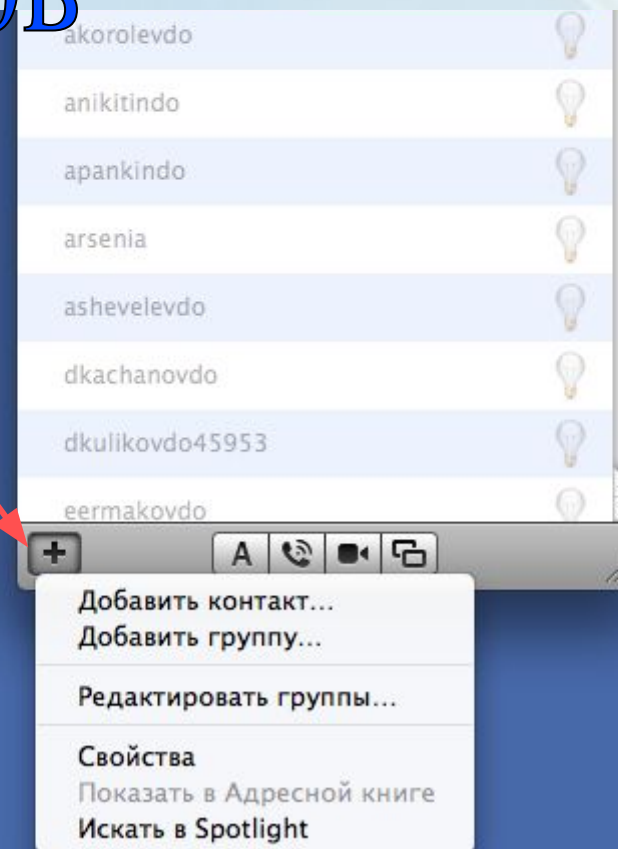 ОВ
akorolevdo
anikitindo
apankindo
arsenia
ashevelevdo
dkachanovdo
dkulikovdo45953
eermakovdo
A
Добавить контакт...
Добавить группу...
Редактировать группы...
Свойства
Показать в Адресной книге
Искать в Spotlight